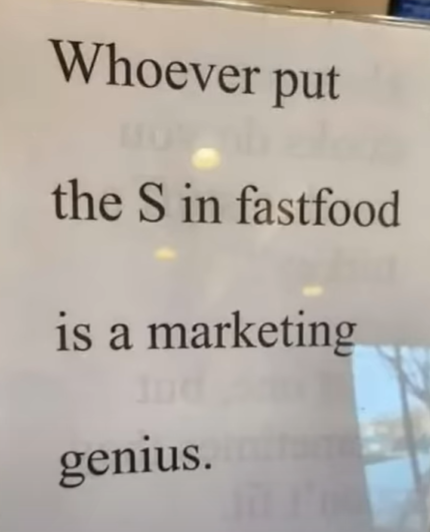 Whoever put
the S in fastfood
is a marketing
genius.